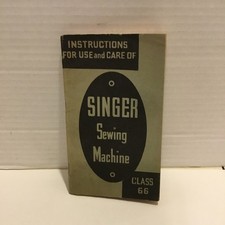 INSTRUCTIONS
FOR USE and CARE OF
SINGER
Sewing
Machine
CLASS
66